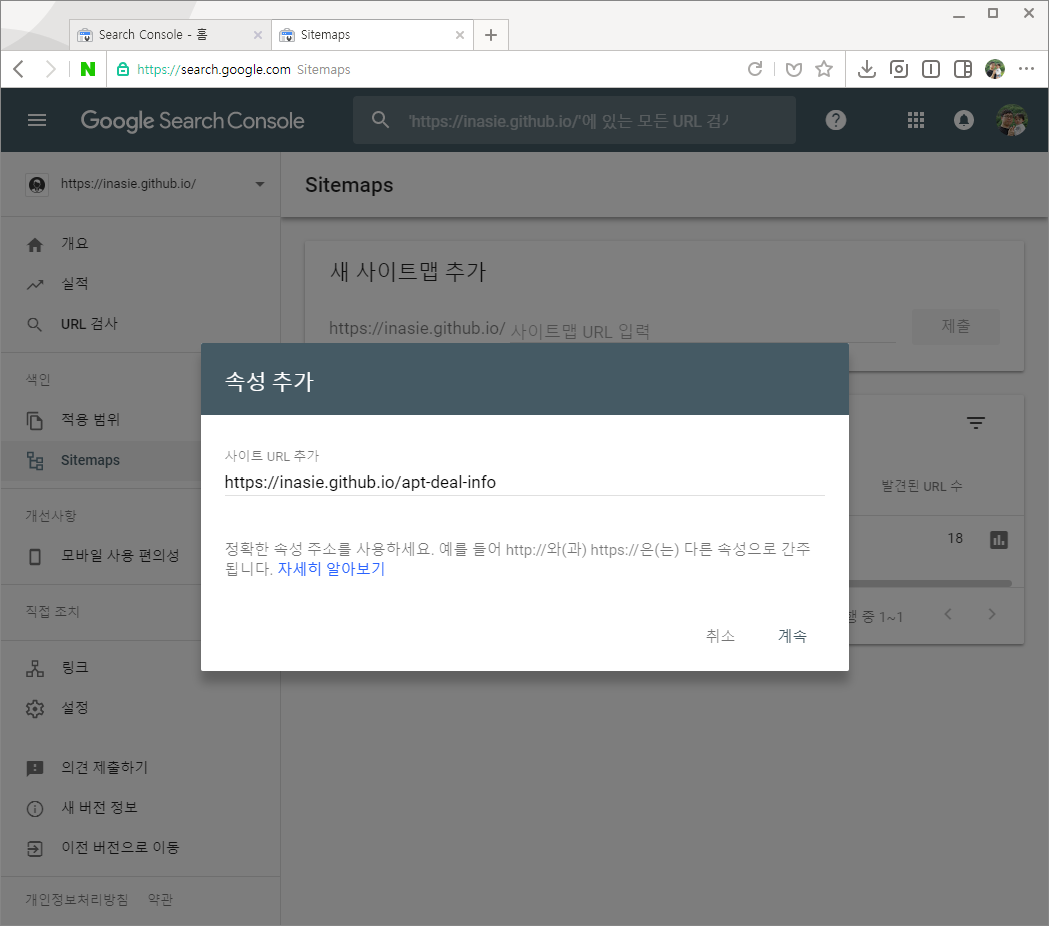 Search Console - 홈
Sitemaps
N
https://search.google.com Sitemaps
Google Search Console
'https://inasie.github.io/'에 있는 모든 URL 검사
https://inasie.github.io/
Sitemaps
개요
실적
URL 검사
색인
적용 범위
Sitemaps
개선사항
모바일 사용 편의성
직접 조치
링크
설정
의견 제출하기
새 버전 정보
이전 버전으로 이동
개인정보처리방침 약관
새 사이트맵 추가
https://inasie.github.io/ 사이트맵 URL 입력
제출
발견된 URL 수
18
행 중 1~1
속성 추가
사이트 URL 추가
https://inasie.github.io/apt-deal-info
정확한 속성 주소를 사용하세요. 예를 들어 http://와(과) https://은(는) 다른 속성으로 간주
됩니다. 자세히 알아보기
취소 계속